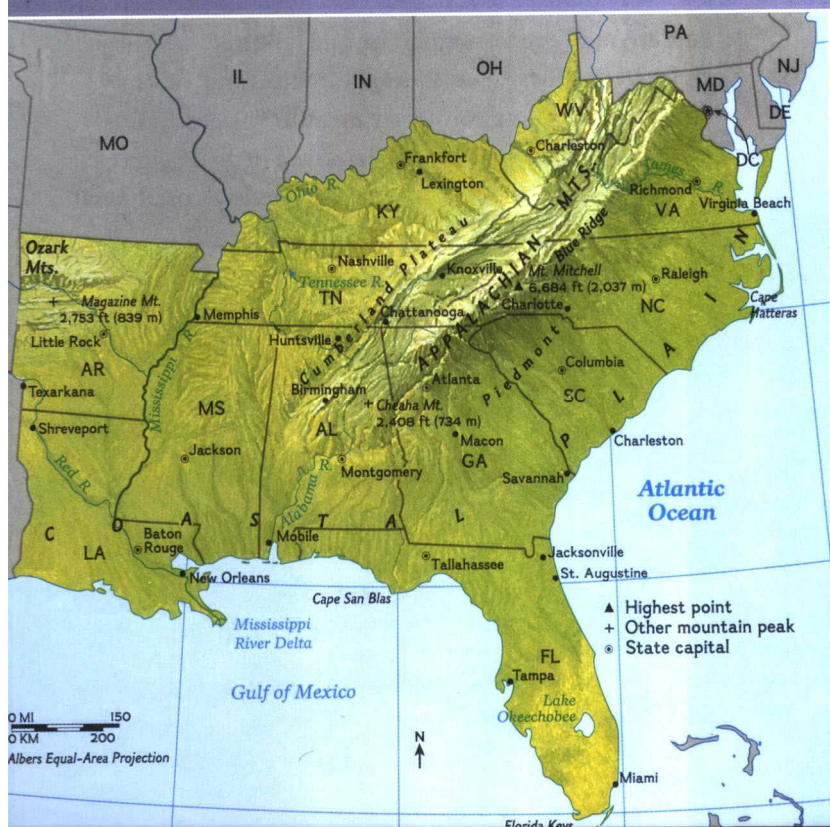 PA
NJ
OH
IL
IN
MD
DE
WV
MO
DC
Charleston
Frankfort
Lexington
Ohio R.
James R.
Richmond
VA
Virginia Beach
KY
APPALACHIAN MTS.
Blue Ridge
Cumberland Plateau
Ozark
Mts.
Nashville
Tennessee R.
TN
Knoxville
Mt. Mitchell
6,684 ft (2,037 m)
Raleigh
NC
Cape
Hatteras
Magazine Mt.
2,753 ft (839 m)
Memphis
Charlotte
Chattanooga
Little Rock
Huntsville
AR
Mississippi R.
Piedmont
Columbia
SC
Texarkana
Birmingham
Atlanta
Cheaha Mt.
2,408 ft (734 m)
MS
AL
Shreveport
Macon
GA
Charleston
Jackson
Montgomery
Red R.
Alabama R.
Savannah
Atlantic
Ocean
COASTAL PLAIN
Baton
Rouge
LA
Mobile
Tallahassee
Jacksonville
St. Augustine
New Orleans
Cape San Blas
Mississippi
River Delta
▲ Highest point
+ Other mountain peak
State capital
FL
Tampa
Gulf of Mexico
Lake
Okeechobee
0 MI 150
0 KM 200
Albers Equal-Area Projection
N
Miami
Florida Keys